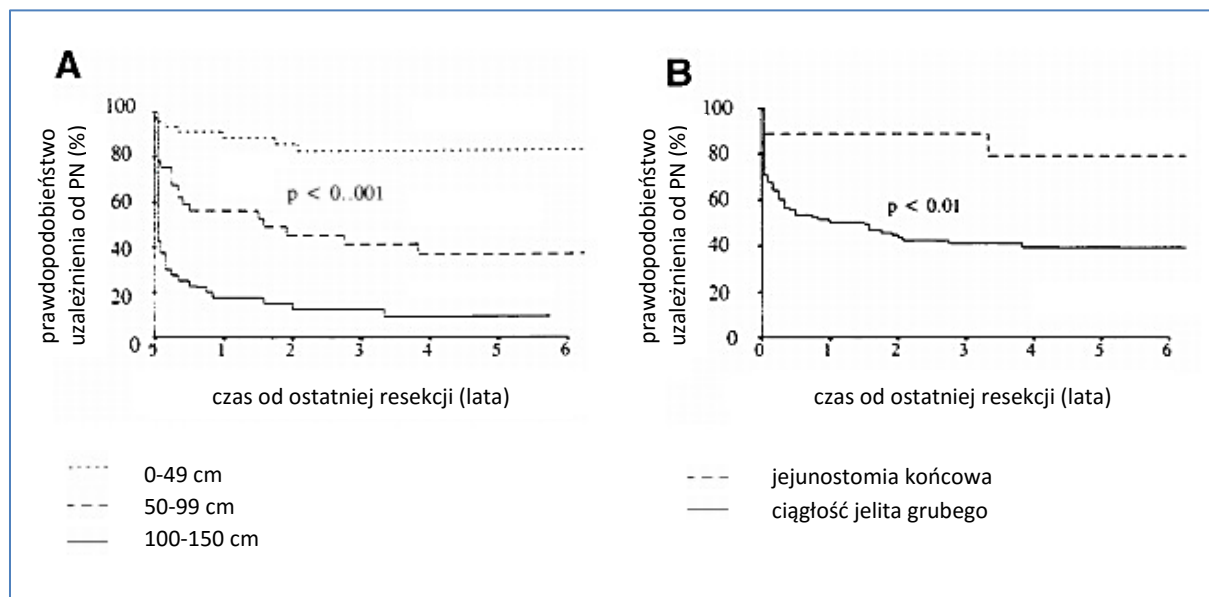 A
prawdopodobieństwo
uzależnienia od PN (%)
100
80
60
40
20
0
p < 0..001
0 1 2 3 4 5 6
czas od ostatniej resekcji (lata)
0-49 cm
50-99 cm
100-150 cm
B
prawdopodobieństwo
uzależnienia od PN (%)
100
80
60
40
20
0
p < 0.01
0 1 2 3 4 5 6
czas od ostatniej resekcji (lata)
jejunostomia końcowa
ciągłość jelita grubego